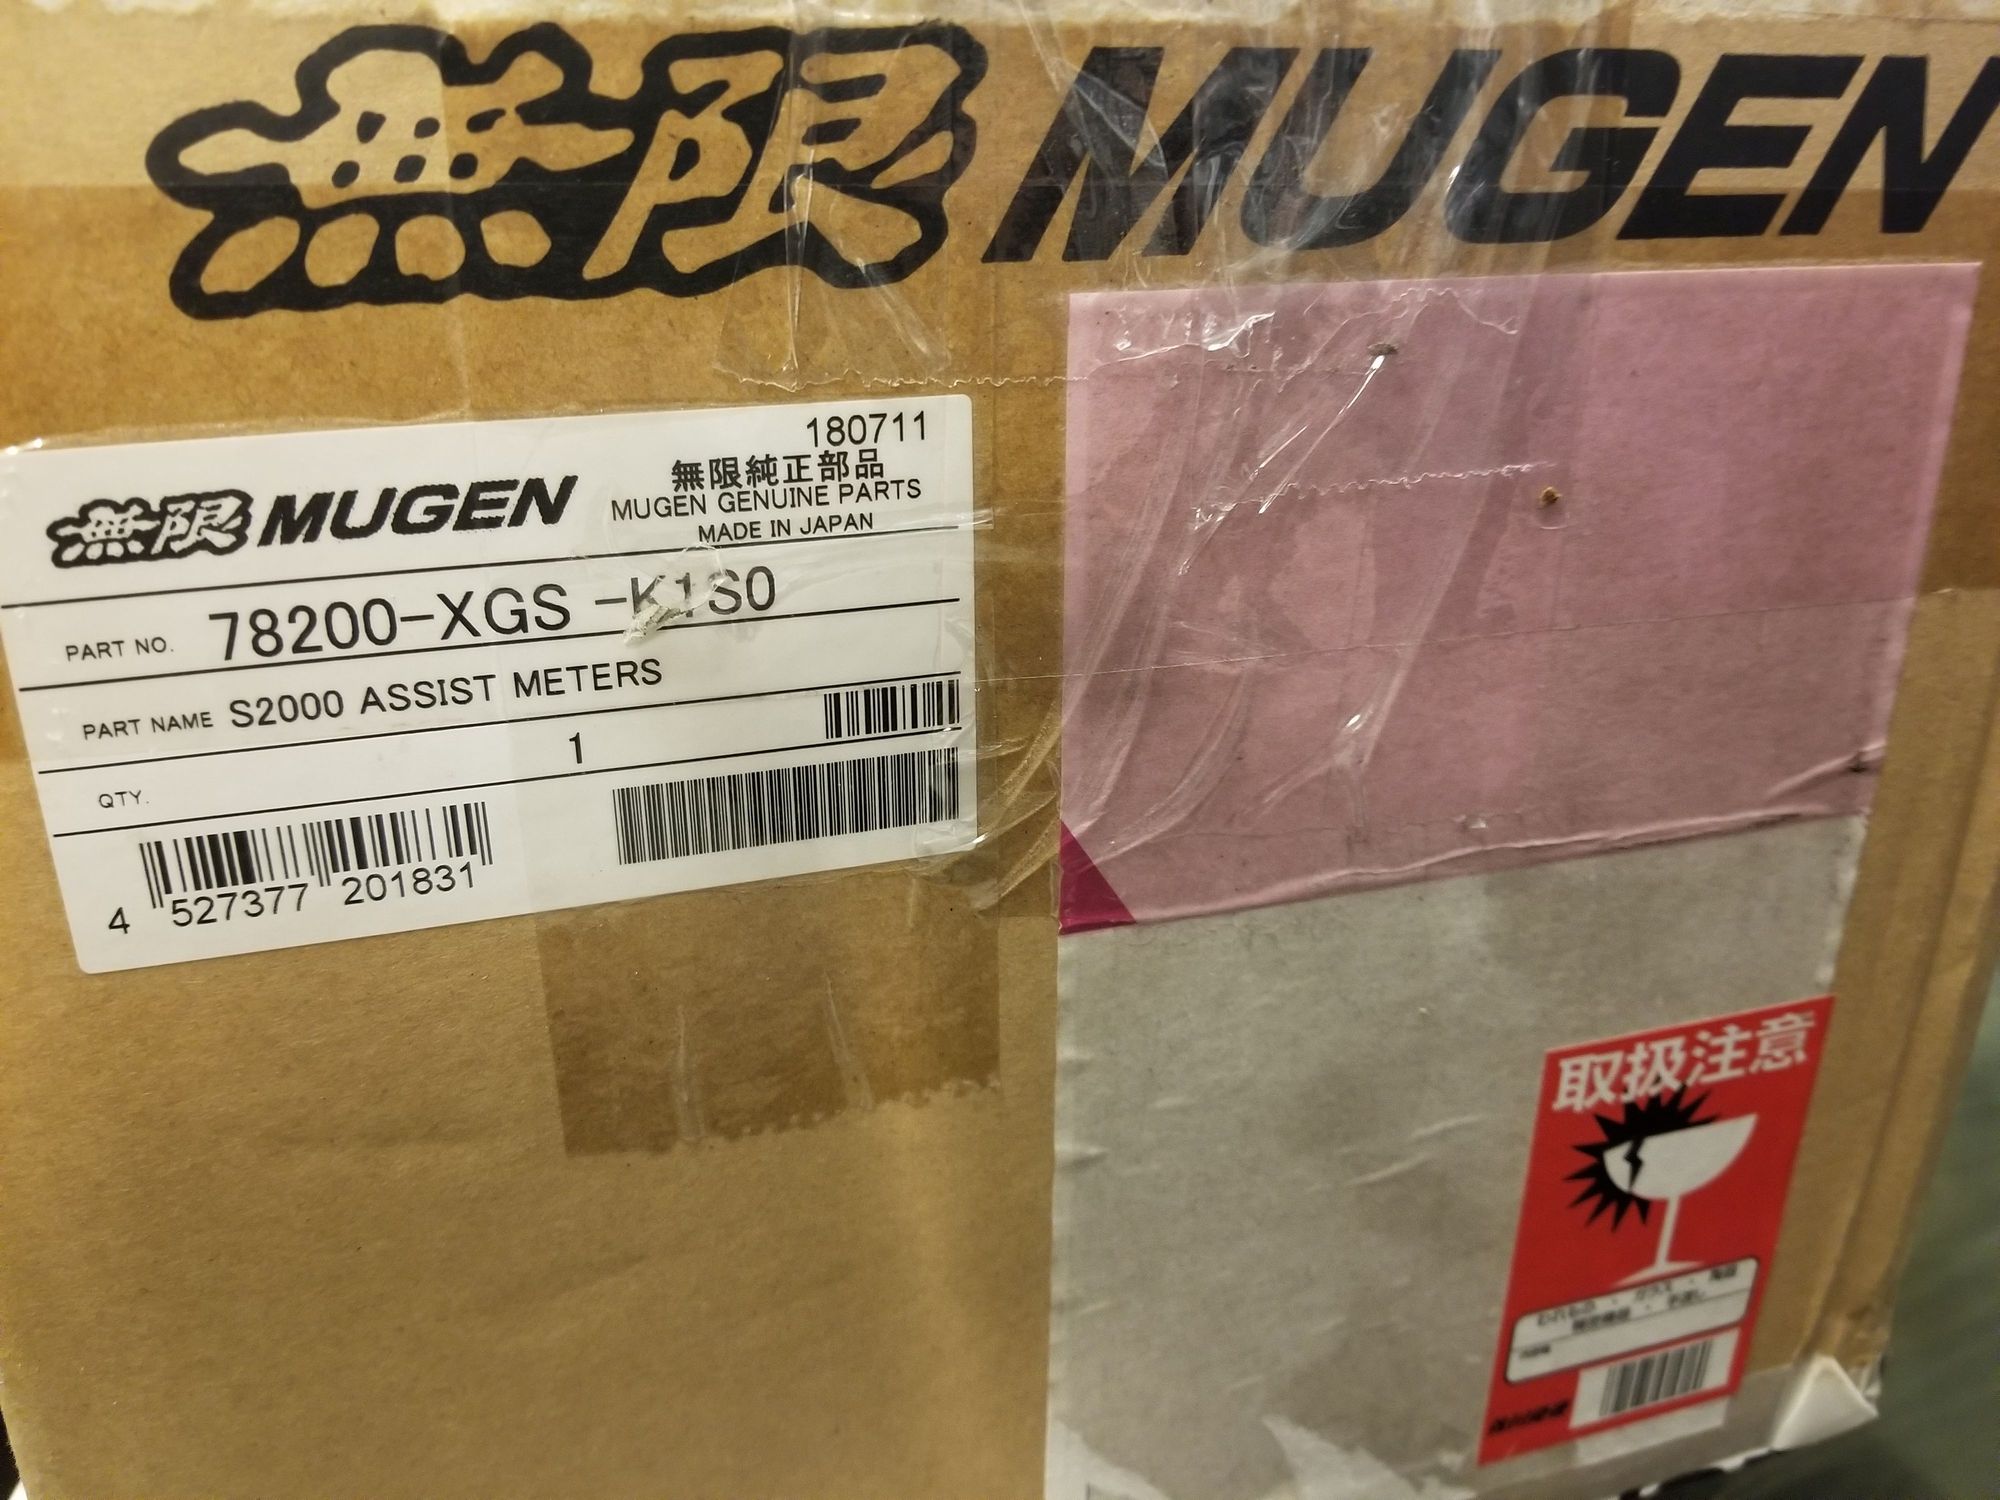 無限 MUGEN
180711
無限 MUGEN
無限純正部品
MUGEN GENUINE PARTS
MADE IN JAPAN
PART NO. 78200-XGS -K1S0
PART NAME S2000 ASSIST METERS
QTY. 1
4 527377 201831
取扱注意